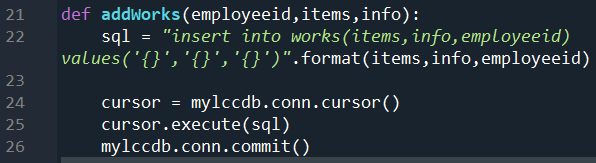 21 def addWorks(employeeid,items,info):
22     sql = "insert into works(items,info,employeeid)
values('{}','{}','{}')".format(items,info,employeeid)
23
24     cursor = mylccdb.conn.cursor()
25     cursor.execute(sql)
26     mylccdb.conn.commit()